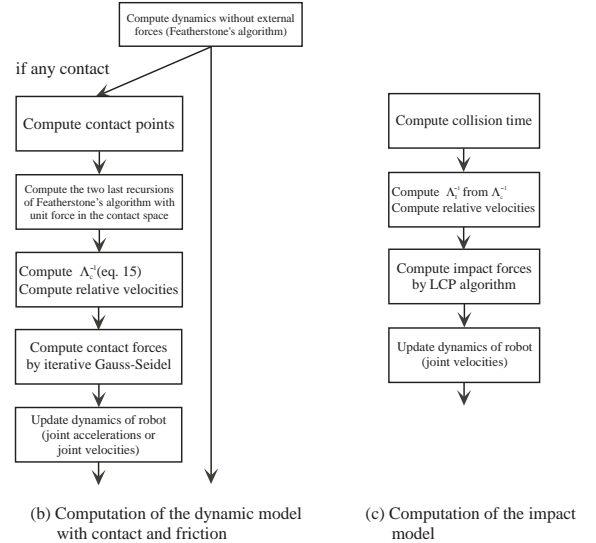 Compute dynamics without external
forces (Featherstone's algorithm)
if any contact
Compute contact points
Compute the two last recursions
of Featherstone's algorithm with
unit force in the contact space
Compute Λc⁻¹(eq. 15)
Compute relative velocities
Compute contact forces
by iterative Gauss-Seidel
Update dynamics of robot
(joint accelerations or
joint velocities)
(b) Computation of the dynamic model
with contact and friction
Compute collision time
Compute ΛI⁻¹ from Λc⁻¹
Compute relative velocities
Compute impact forces
by LCP algorithm
Update dynamics of robot
(joint velocities)
(c) Computation of the impact
model